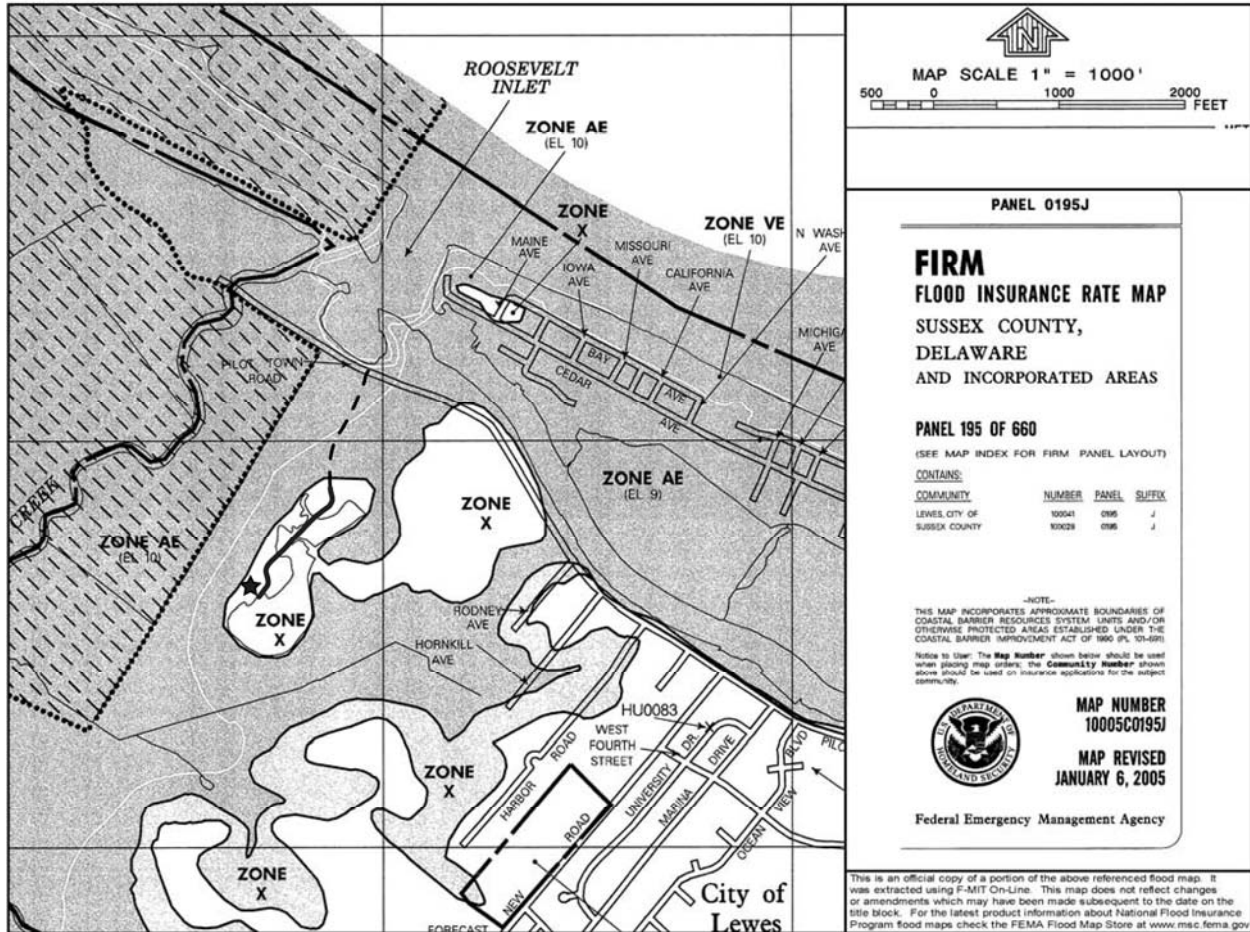 ROOSEVELT
INLET
ZONE AE
(EL 10)
ZONE
X
MAINE
AVE
IOWA
AVE
MISSOURI
AVE
ZONE VE
(EL 10)
CALIFORNIA
AVE
N WASH
AVE
MICHIGA
AVE
PILOT TOWN
ROAD
BAY
AVE
CEDAR
AVE
CREEK
ZONE AE
(EL 10)
ZONE
X
ZONE AE
(EL 9)
ZONE
X
RODNEY
AVE
HORNKILL
AVE
HU0083
WEST
FOURTH
STREET
HARBOR ROAD
UNIVERSITY DR.
MARINA DRIVE
OCEAN VIEW BLVD
PILO
NEW ROAD
ZONE
X
ZONE
X
City of
Lewes
FORECAST
N
MAP SCALE 1" = 1000'
500 0 1000 2000
FEET
PANEL 0195J
FIRM
FLOOD INSURANCE RATE MAP
SUSSEX COUNTY,
DELAWARE
AND INCORPORATED AREAS
PANEL 195 OF 660
(SEE MAP INDEX FOR FIRM PANEL LAYOUT)
CONTAINS:
COMMUNITY NUMBER PANEL SUFFIX
LEWES, CITY OF 100041 0195 J
SUSSEX COUNTY 100029 0195 J
-NOTE-
THIS MAP INCORPORATES APPROXIMATE BOUNDARIES OF
COASTAL BARRIER RESOURCES SYSTEM UNITS AND/OR
OTHERWISE PROTECTED AREAS ESTABLISHED UNDER THE
COASTAL BARRIER IMPROVEMENT ACT OF 1990 (PL 101-591)
Notice to User: The Map Number shown below should be used
when placing map orders; the Community Number shown
above should be used on insurance applications for the subject
community.
U.S. DEPARTMENT OF
HOMELAND SECURITY
MAP NUMBER
10005C0195J
MAP REVISED
JANUARY 6, 2005
Federal Emergency Management Agency
This is an official copy of a portion of the above referenced flood map. It
was extracted using F-MIT On-Line. This map does not reflect changes
or amendments which may have been made subsequent to the date on the
title block. For the latest product information about National Flood Insurance
Program flood maps check the FEMA Flood Map Store at www.msc.fema.gov